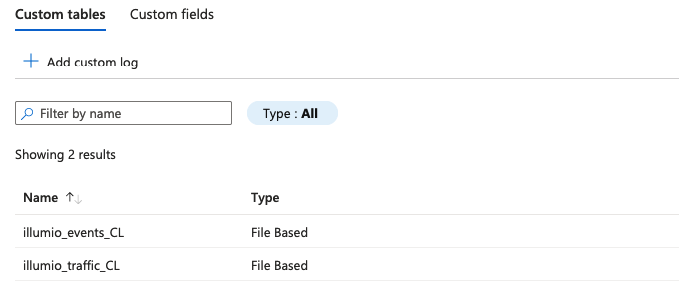 Custom tables Custom fields
Add custom log
Filter by name Type : All
Showing 2 results
Name Type
illumio_events_CL File Based
illumio_traffic_CL File Based